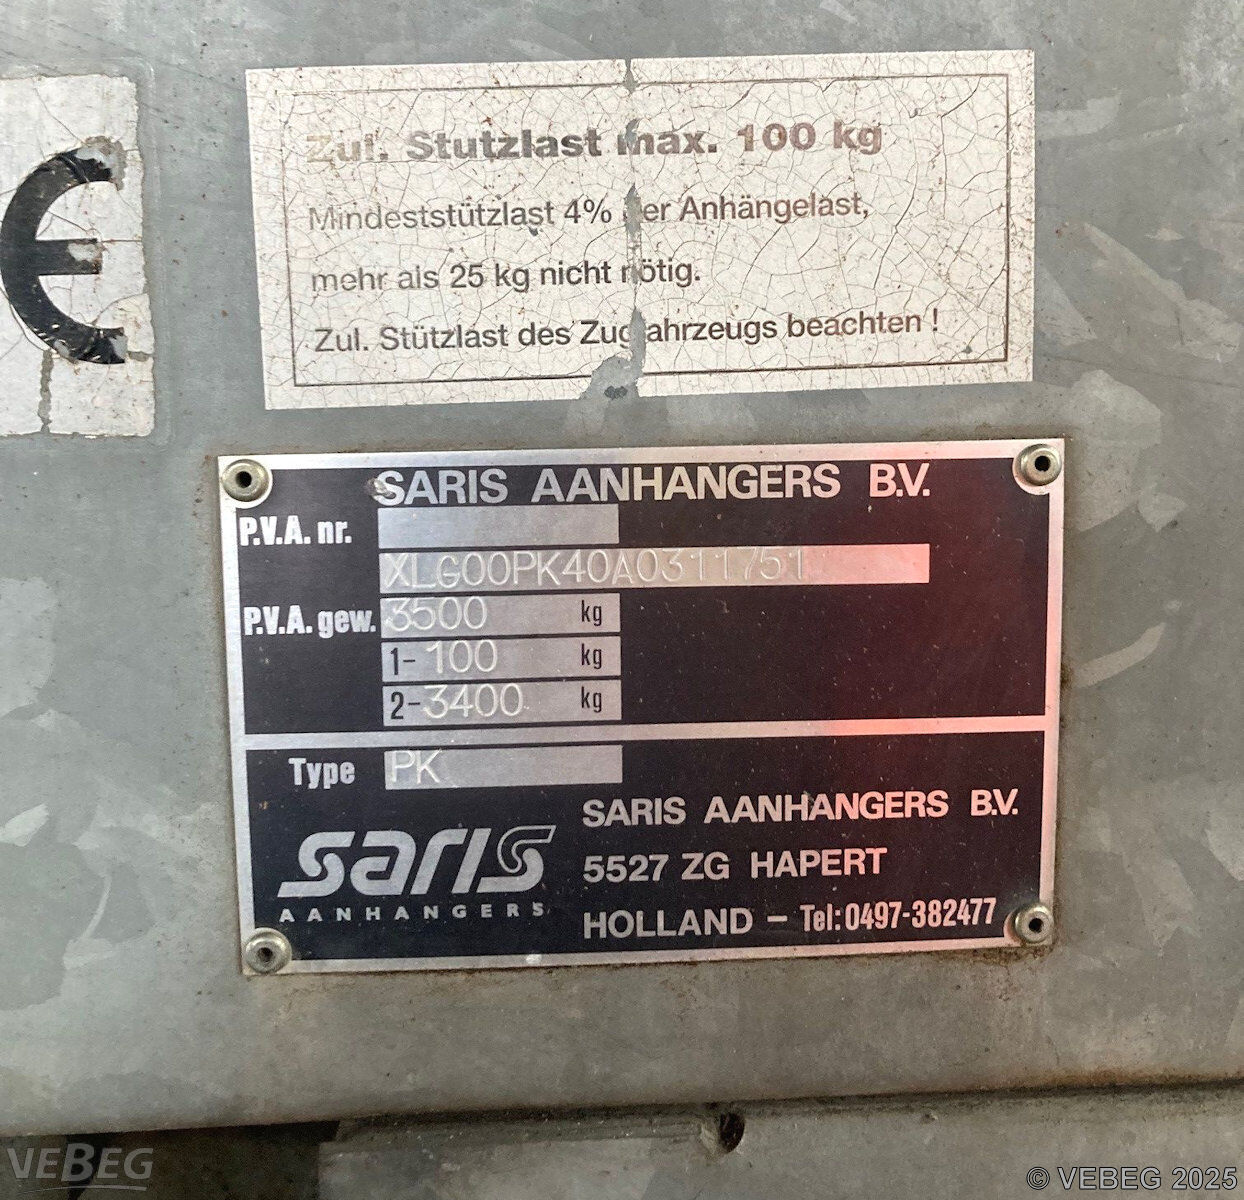 Zul. Stützlast max. 100 kg
Mindeststützlast 4% der Anhängelast,
mehr als 25 kg nicht nötig.
Zul. Stützlast des Zugfahrzeugs beachten !
C€
SARIS AANHANGERS B.V.
P.V.A. nr.
XLG00PK40A0311751
P.V.A. gew. 3500 kg
1- 100 kg
2- 3400 kg
Type PK
saris
AANHANGERS
SARIS AANHANGERS B.V.
5527 ZG HAPERT
HOLLAND – Tel: 0497-382477
VEBEG
© VEBEG 2025